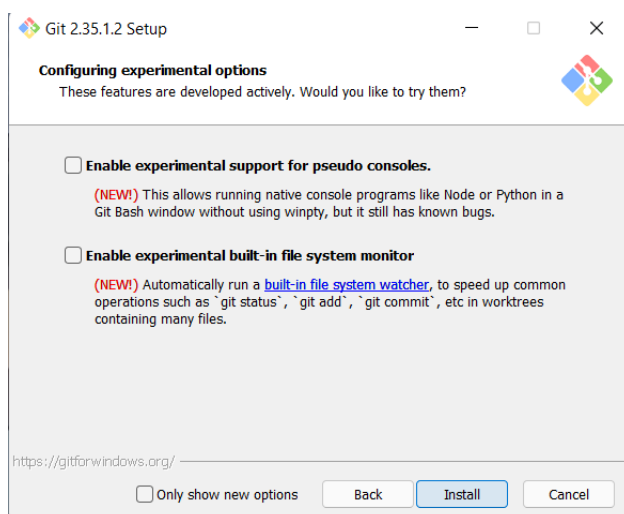 Git 2.35.1.2 Setup
Configuring experimental options
These features are developed actively. Would you like to try them?
Enable experimental support for pseudo consoles.
(NEW!) This allows running native console programs like Node or Python in a
Git Bash window without using winpty, but it still has known bugs.
Enable experimental built-in file system monitor
(NEW!) Automatically run a built-in file system watcher, to speed up common
operations such as `git status`, `git add`, `git commit`, etc in worktrees
containing many files.
https://gitforwindows.org/
Only show new options Back Install Cancel